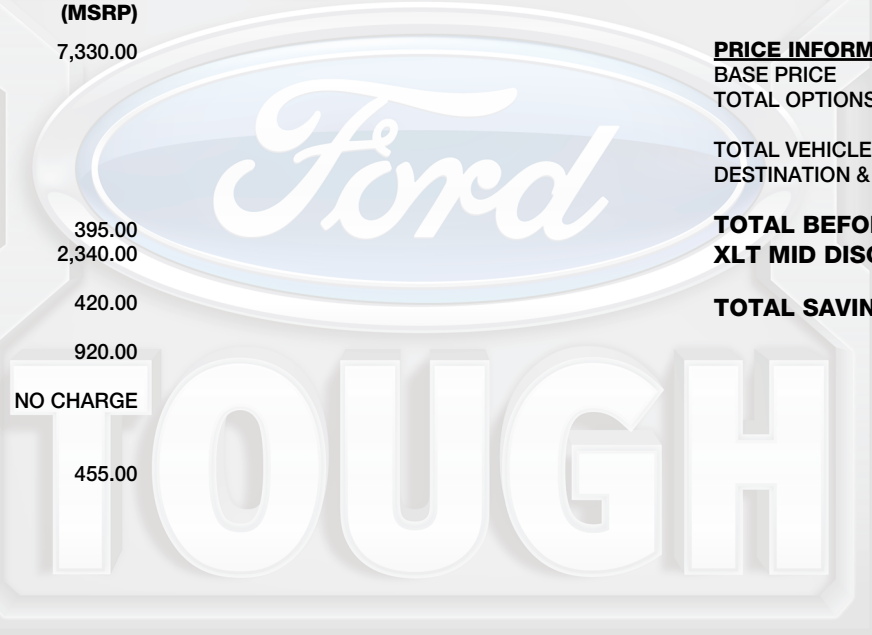 (MSRP)
7,330.00
395.00
2,340.00
420.00
920.00
NO CHARGE
455.00
PRICE INFORM
BASE PRICE
TOTAL OPTIONS
TOTAL VEHICLE
DESTINATION &
TOTAL BEFO
XLT MID DISC
TOTAL SAVIN
Ford
TOUGH